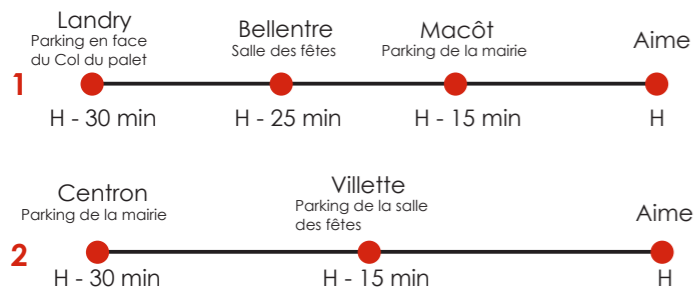 Landry
Parking en face
du Col du palet
Bellentre
Salle des fêtes
Macôt
Parking de la mairie
Aime
1
H - 30 min
H - 25 min
H - 15 min
H
Centron
Parking de la mairie
Villette
Parking de la salle
des fêtes
Aime
2
H - 30 min
H - 15 min
H